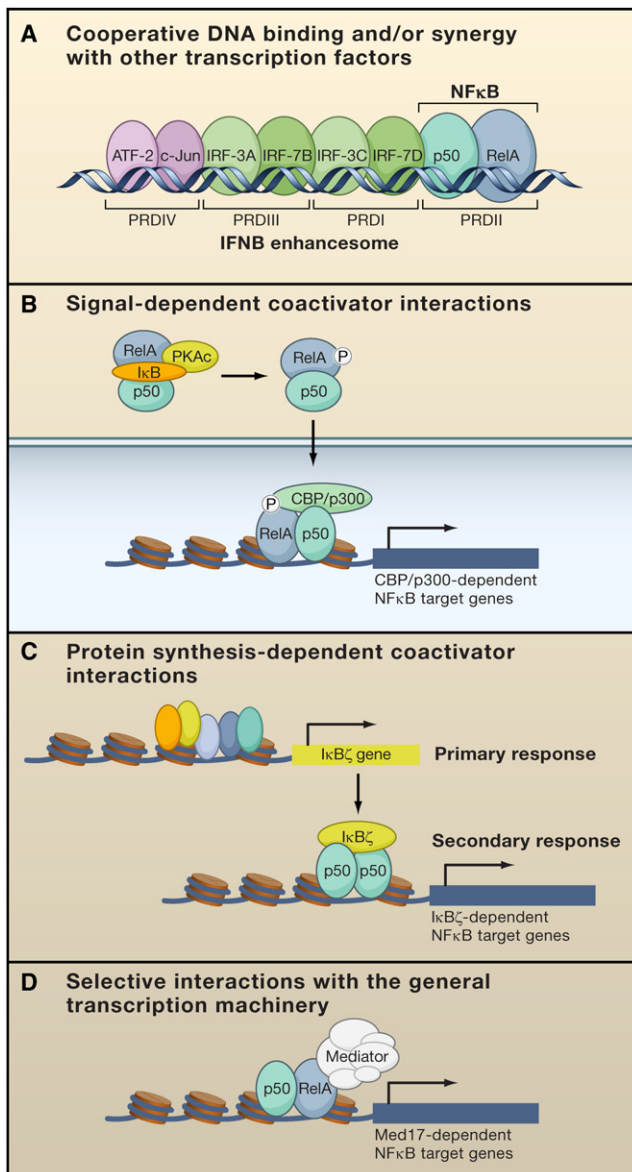 A Cooperative DNA binding and/or synergy
with other transcription factors
NFκB
ATF-2 c-Jun IRF-3A IRF-7B IRF-3C IRF-7D p50 RelA
PRDIV PRDIII PRDI PRDII
IFNB enhancesome
B Signal-dependent coactivator interactions
RelA PKAc
IκB
p50
RelA P
p50
P CBP/p300
RelA p50
CBP/p300-dependent
NFκB target genes
C Protein synthesis-dependent coactivator
interactions
IκBζ gene Primary response
IκBζ
Secondary response
p50 p50
IκBζ-dependent
NFκB target genes
D Selective interactions with the general
transcription machinery
Mediator
p50 RelA
Med17-dependent
NFκB target genes